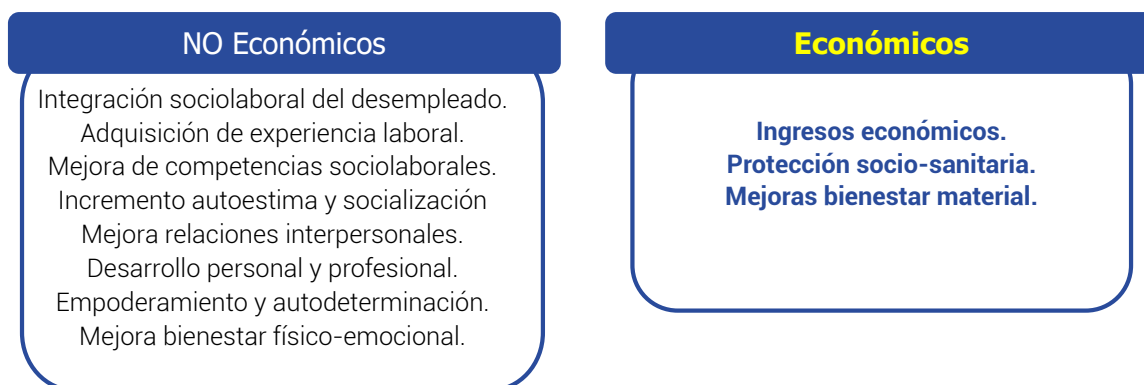 NO Económicos
Integración sociolaboral del desempleado.
Adquisición de experiencia laboral.
Mejora de competencias sociolaborales.
Incremento autoestima y socialización
Mejora relaciones interpersonales.
Desarrollo personal y profesional.
Empoderamiento y autodeterminación.
Mejora bienestar físico-emocional.
Económicos
Ingresos económicos.
Protección socio-sanitaria.
Mejoras bienestar material.